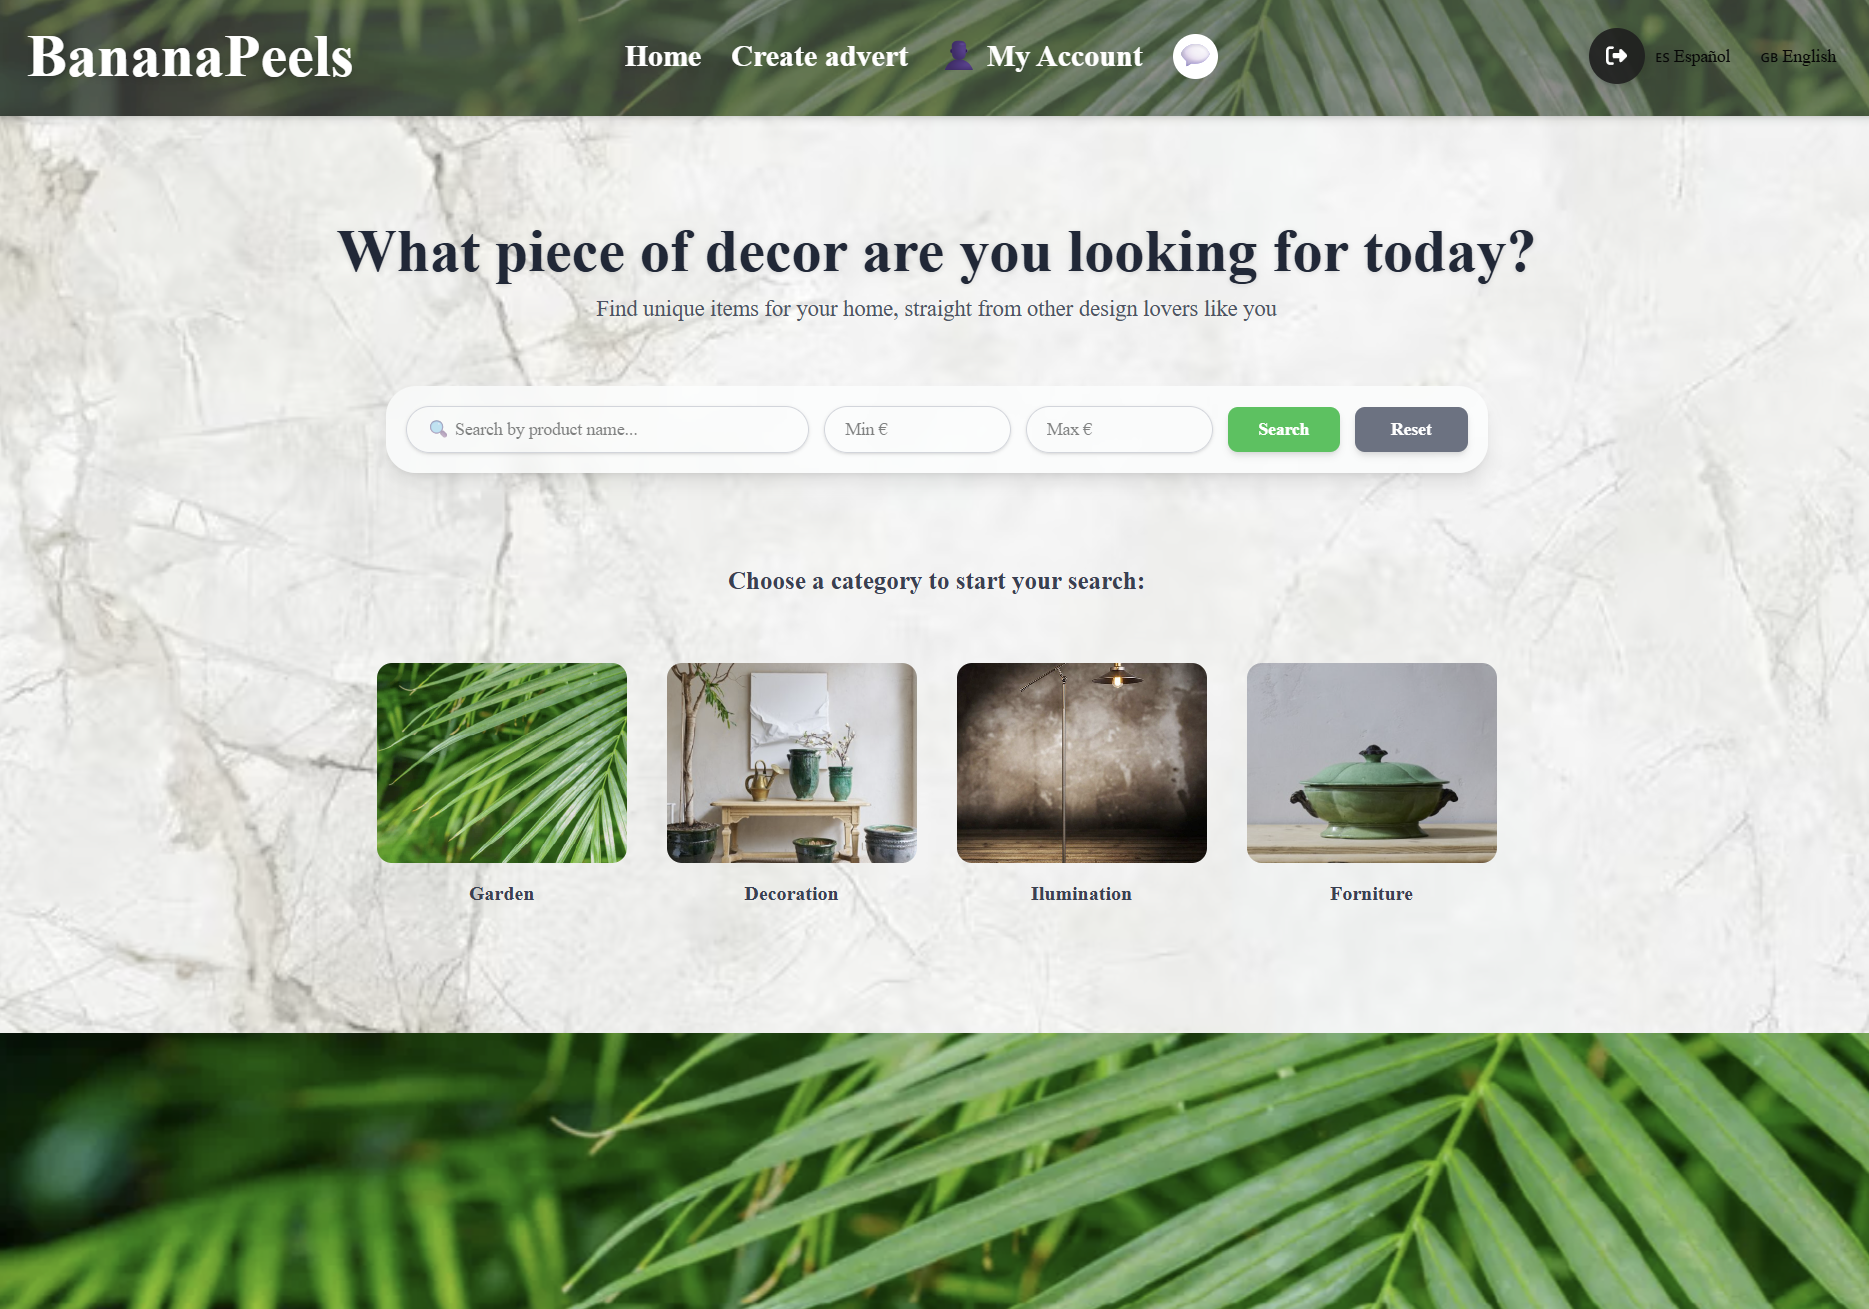 BananaPeels
Home Create advert 👤 My Account 💬
ES Español GB English
What piece of decor are you looking for today?
Find unique items for your home, straight from other design lovers like you
🔍 Search by product name... Min € Max € Search Reset
Choose a category to start your search:
Garden Decoration Ilumination Forniture